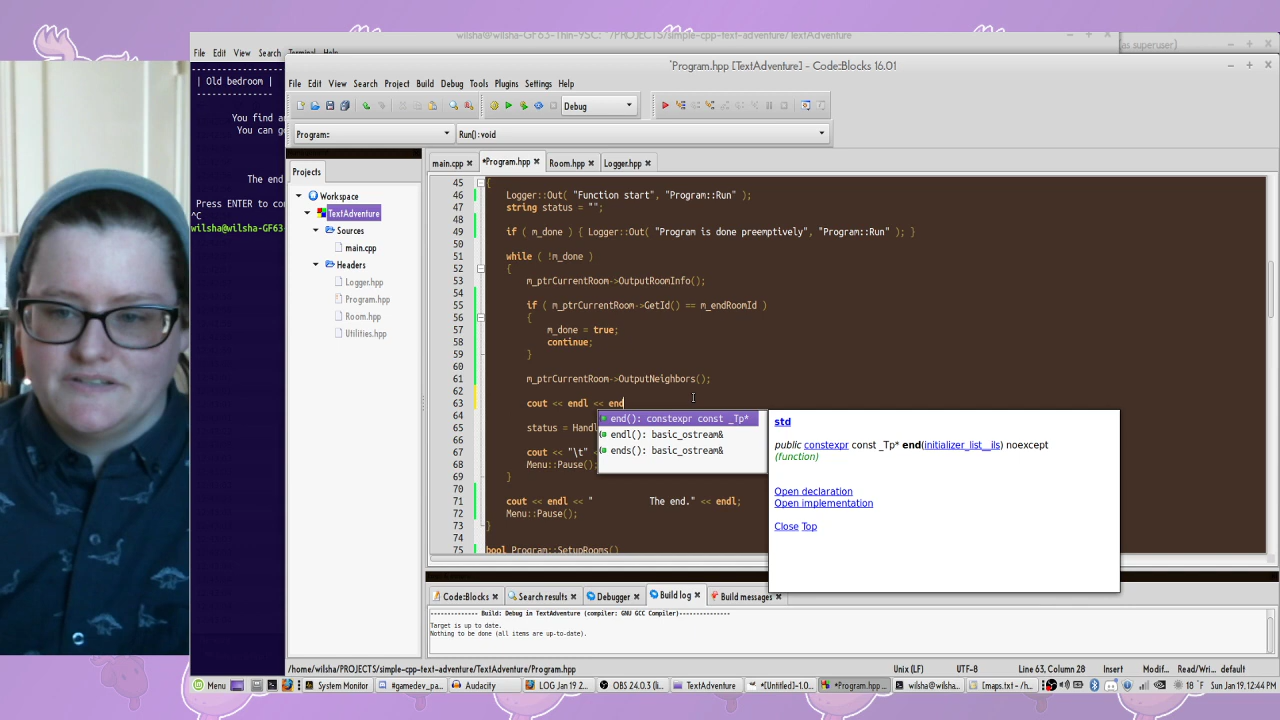 wilsha@wilsha-GF63-Thin-9SC: ~/PROJECTS/simple-cpp-text-adventure/TextAdventure
as superuser)
File Edit View Search Terminal Help
*Program.hpp [TextAdventure] - Code::Blocks 16.01
---------------
| Old bedroom |
---------------
You find a
You can g
The end
Press ENTER to co
^C
wilsha@wilsha-GF63-
File Edit View Search Project Build Debug Tools Plugins Settings Help
Debug
Program::
Run() : void
Projects
Workspace
TextAdventure
Sources
main.cpp
Headers
Logger.hpp
Program.hpp
Room.hpp
Utilities.hpp
main.cpp *Program.hpp Room.hpp Logger.hpp
45 {
46 Logger::Out( "Function start", "Program::Run" );
47 string status = "";
48
49 if ( m_done ) { Logger::Out( "Program is done preemptively", "Program::Run" ); }
50
51 while ( !m_done )
52 {
53 m_ptrCurrentRoom->OutputRoomInfo();
54
55 if ( m_ptrCurrentRoom->GetId() == m_endRoomId )
56 {
57 m_done = true;
58 continue;
59 }
60
61 m_ptrCurrentRoom->OutputNeighbors();
62
63 cout << endl << end
64
65 status = Handl
66
67 cout << "\t"
68 Menu::Pause();
69 }
70
71 cout << endl << " The end." << endl;
72 Menu::Pause();
73 }
74
75 bool Program::SetupRooms()
end(): constexpr const _Tp*
endl(): basic_ostream&
ends(): basic_ostream&
std
public constexpr const _Tp* end(initializer_list__ils) noexcept
(function)
Open declaration
Open implementation
Close Top
Code::Blocks Search results Debugger Build log Build messages
-------------- Build: Debug in TextAdventure (compiler: GNU GCC Compiler)---------------
Target is up to date.
Nothing to be done (all items are up-to-date).
/home/wilsha/PROJECTS/simple-cpp-text-adventure/TextAdventure/Program.hpp Unix (LF) UTF-8 Line 63, Column 28 Insert Modif... Read/Wri... default
Menu System Monitor #gamedev_pa... Audacity LOG Jan 19 2... OBS 24.0.3 (li... TextAdventure *[Untitled]-1.0... *Program.hpp ... wilsha@wilsha... [maps.txt - /h... 18 °F Sun Jan 19, 12:44 PM